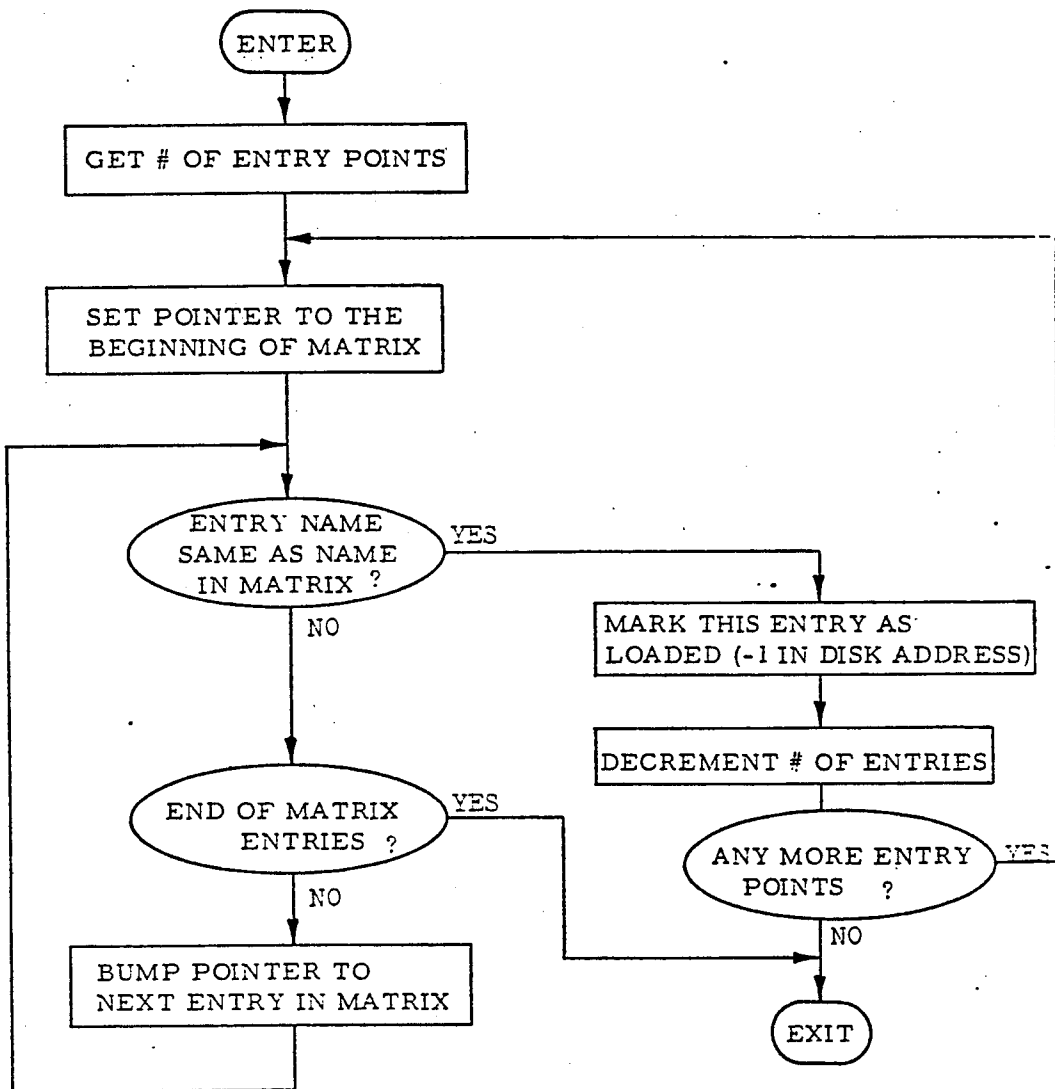 ENTER
GET # OF ENTRY POINTS
SET POINTER TO THE
BEGINNING OF MATRIX
ENTRY NAME
SAME AS NAME
IN MATRIX ?
YES
NO
MARK THIS ENTRY AS
LOADED (-1 IN DISK ADDRESS)
DECREMENT # OF ENTRIES
END OF MATRIX
ENTRIES ?
YES
NO
ANY MORE ENTRY
POINTS ?
YES
NO
BUMP POINTER TO
NEXT ENTRY IN MATRIX
EXIT